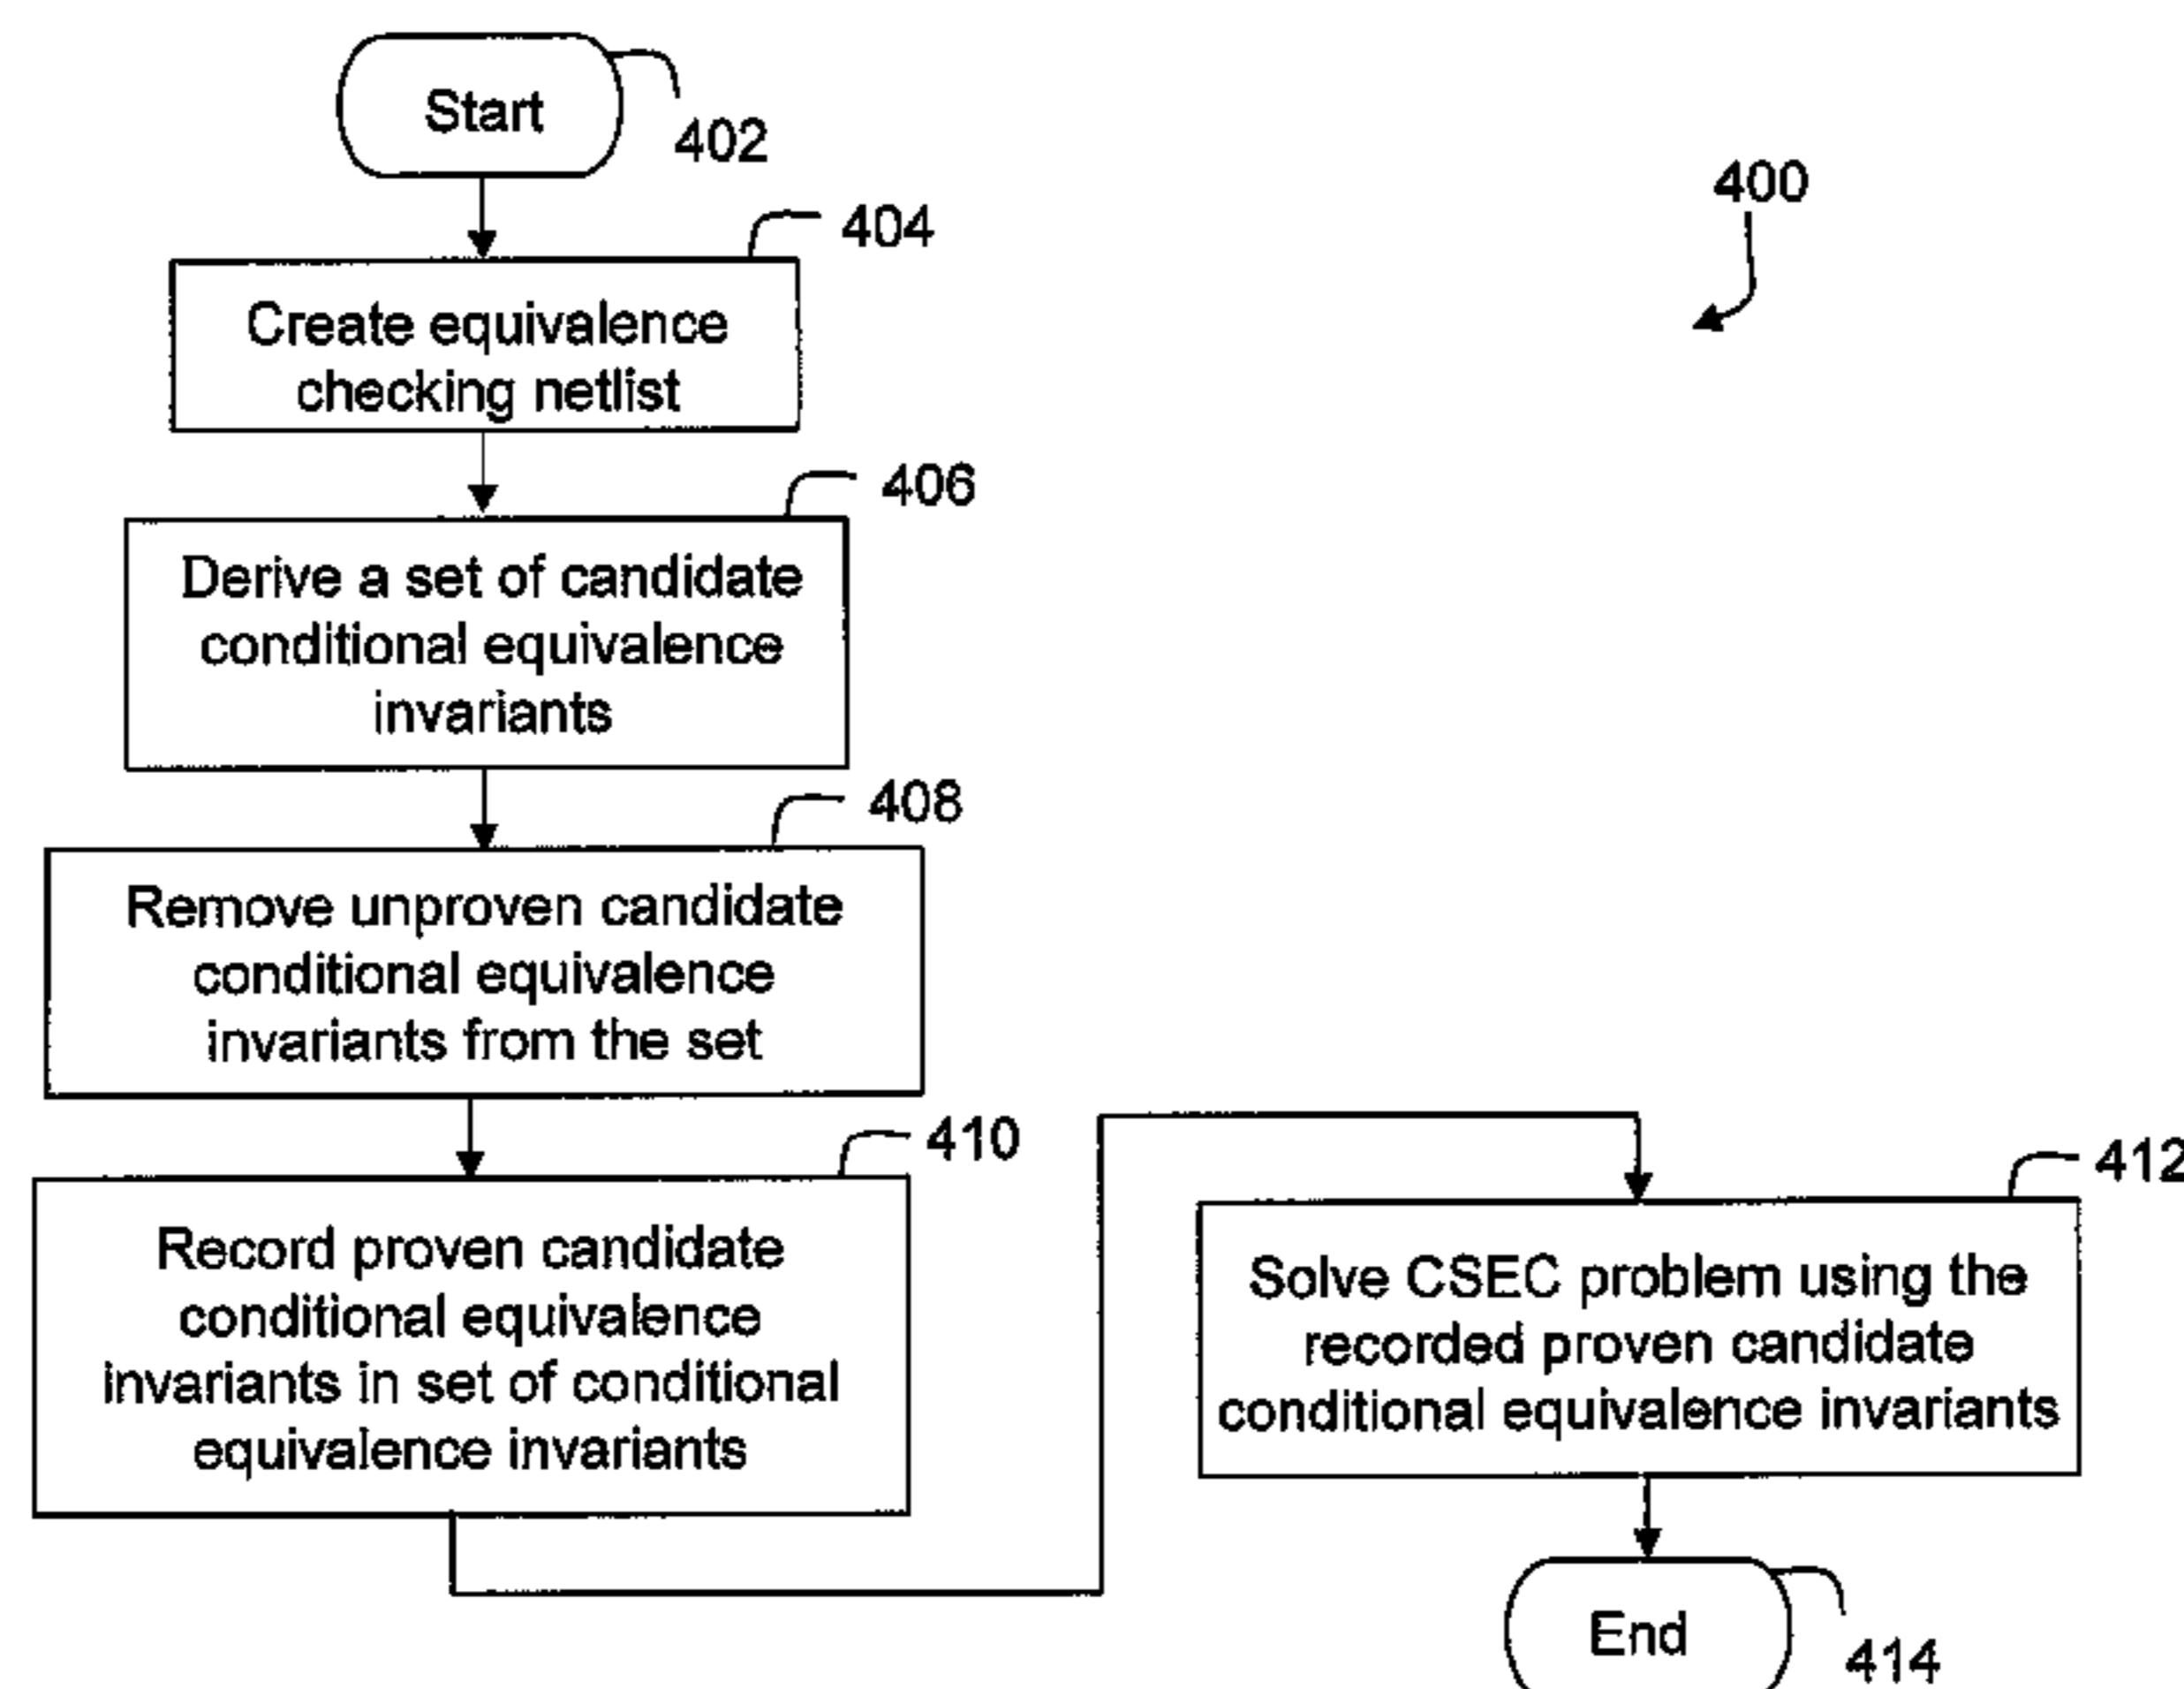 Start
402
400
404
Create equivalence
checking netlist
406
Derive a set of candidate
conditional equivalence
invariants
408
Remove unproven candidate
conditional equivalence
invariants from the set
410
Record proven candidate
conditional equivalence
invariants in set of conditional
equivalence invariants
412
Solve CSEC problem using the
recorded proven candidate
conditional equivalence invariants
End
414